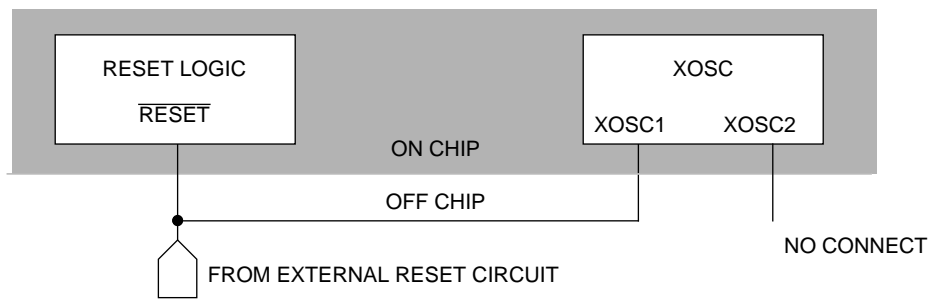 RESET LOGIC
RESET
XOSC
XOSC1
XOSC2
ON CHIP
OFF CHIP
NO CONNECT
FROM EXTERNAL RESET CIRCUIT